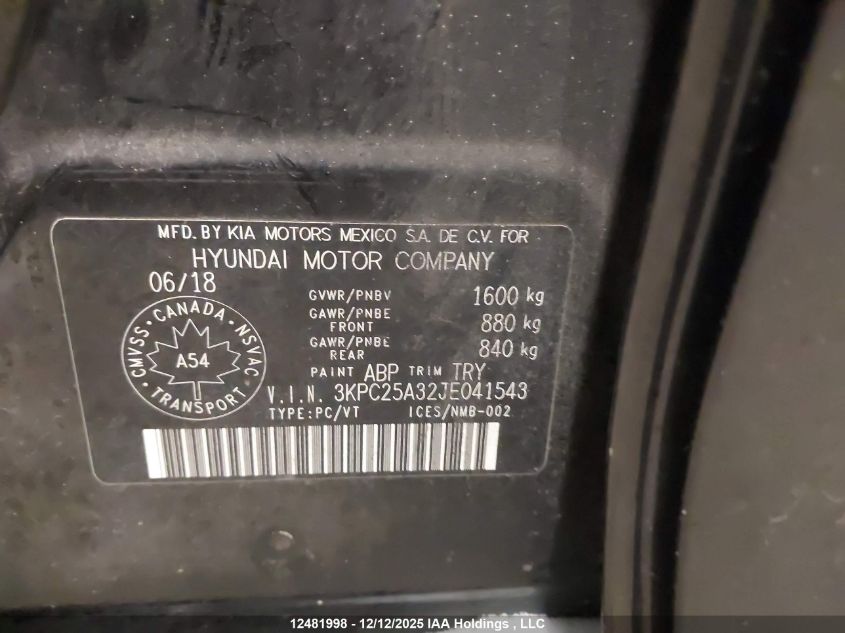 MFD. BY KIA MOTORS MEXICO S.A. DE C.V. FOR
HYUNDAI MOTOR COMPANY
06/18
GVWR/PNBV 1600 kg
GAWR/PNBE FRONT 880 kg
GAWR/PNBE REAR 840 kg
PAINT ABP TRIM TRY
V.I.N. 3KPC25A32JE041543
TYPE:PC/VT ICES/NMB-002
CMVSS · CANADA · NSVAC · TRANSPORT ·
A54
12481998 - 12/12/2025 IAA Holdings , LLC